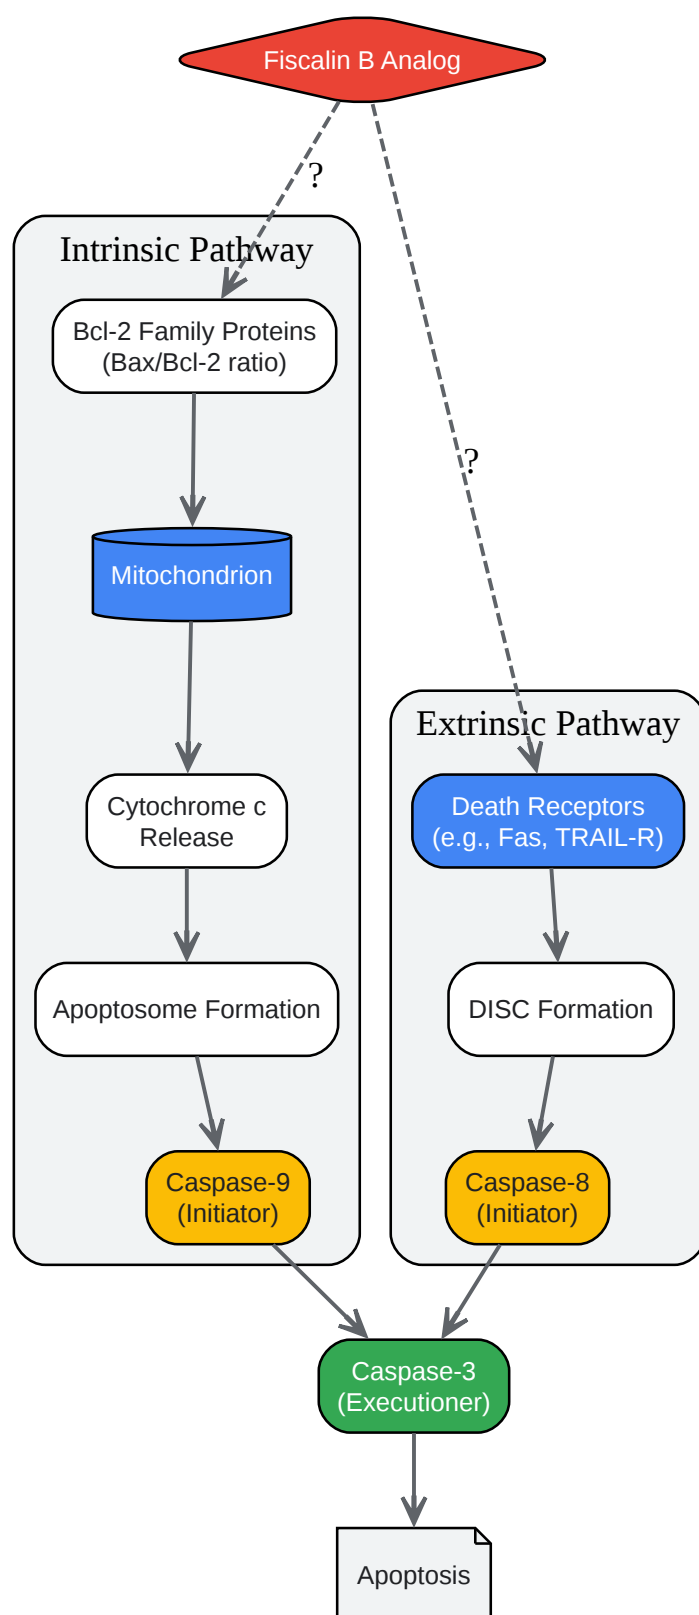 Fiscalin B Analog
?
Intrinsic Pathway
Bcl-2 Family Proteins
(Bax/Bcl-2 ratio)
?
Mitochondrion
Extrinsic Pathway
Cytochrome c
Release
Death Receptors
(e.g., Fas, TRAIL-R)
Apoptosome Formation
DISC Formation
Caspase-9
(Initiator)
Caspase-8
(Initiator)
Caspase-3
(Executioner)
Apoptosis